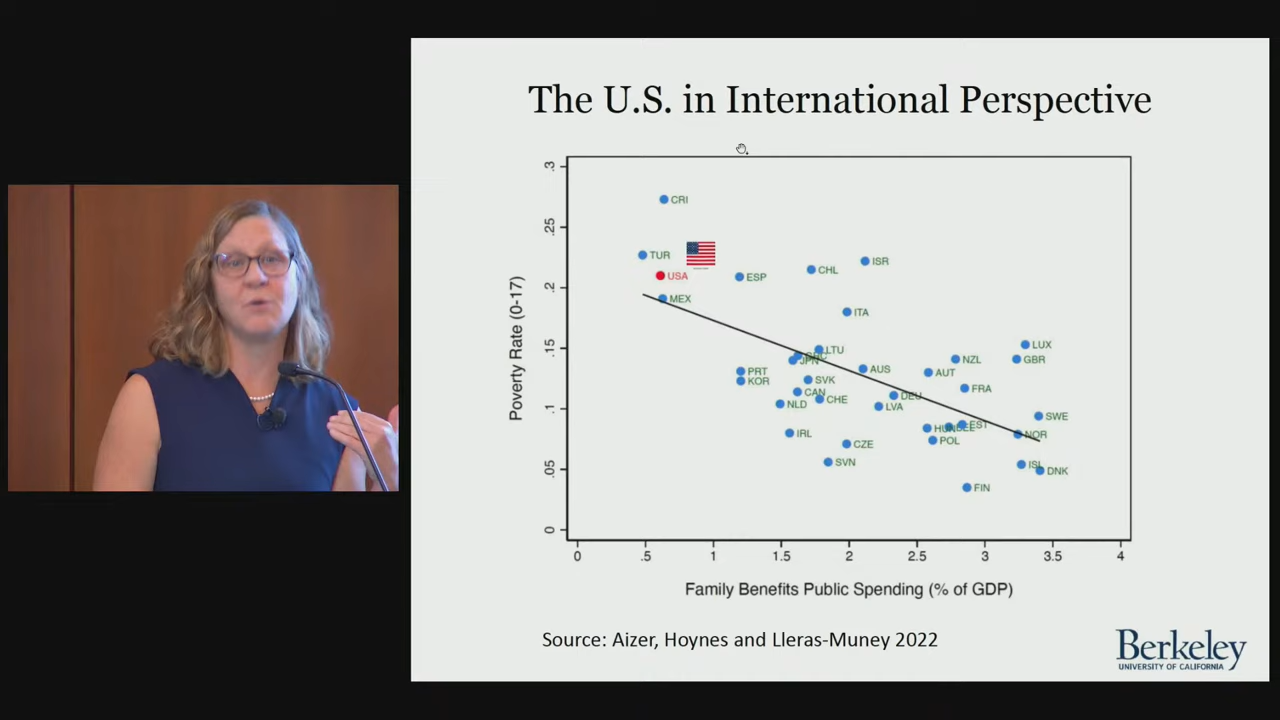 The U.S. in International Perspective
Poverty Rate (0-17)
.3
.25
.2
.15
.1
.05
0
CRI
TUR
USA
ESP
CHL
ISR
MEX
ITA
LTU
JPN
LUX
GBR
NZL
AUS
AUT
PRT
KOR
SVK
FRA
CAN
CHE
DEU
NLD
LVA
SWE
EST
HUN
NOR
IRL
CZE
POL
SVN
ISL
DNK
FIN
0 .5 1 1.5 2 2.5 3 3.5 4
Family Benefits Public Spending (% of GDP)
Source: Aizer, Hoynes and Lleras-Muney 2022
Berkeley
UNIVERSITY OF CALIFORNIA